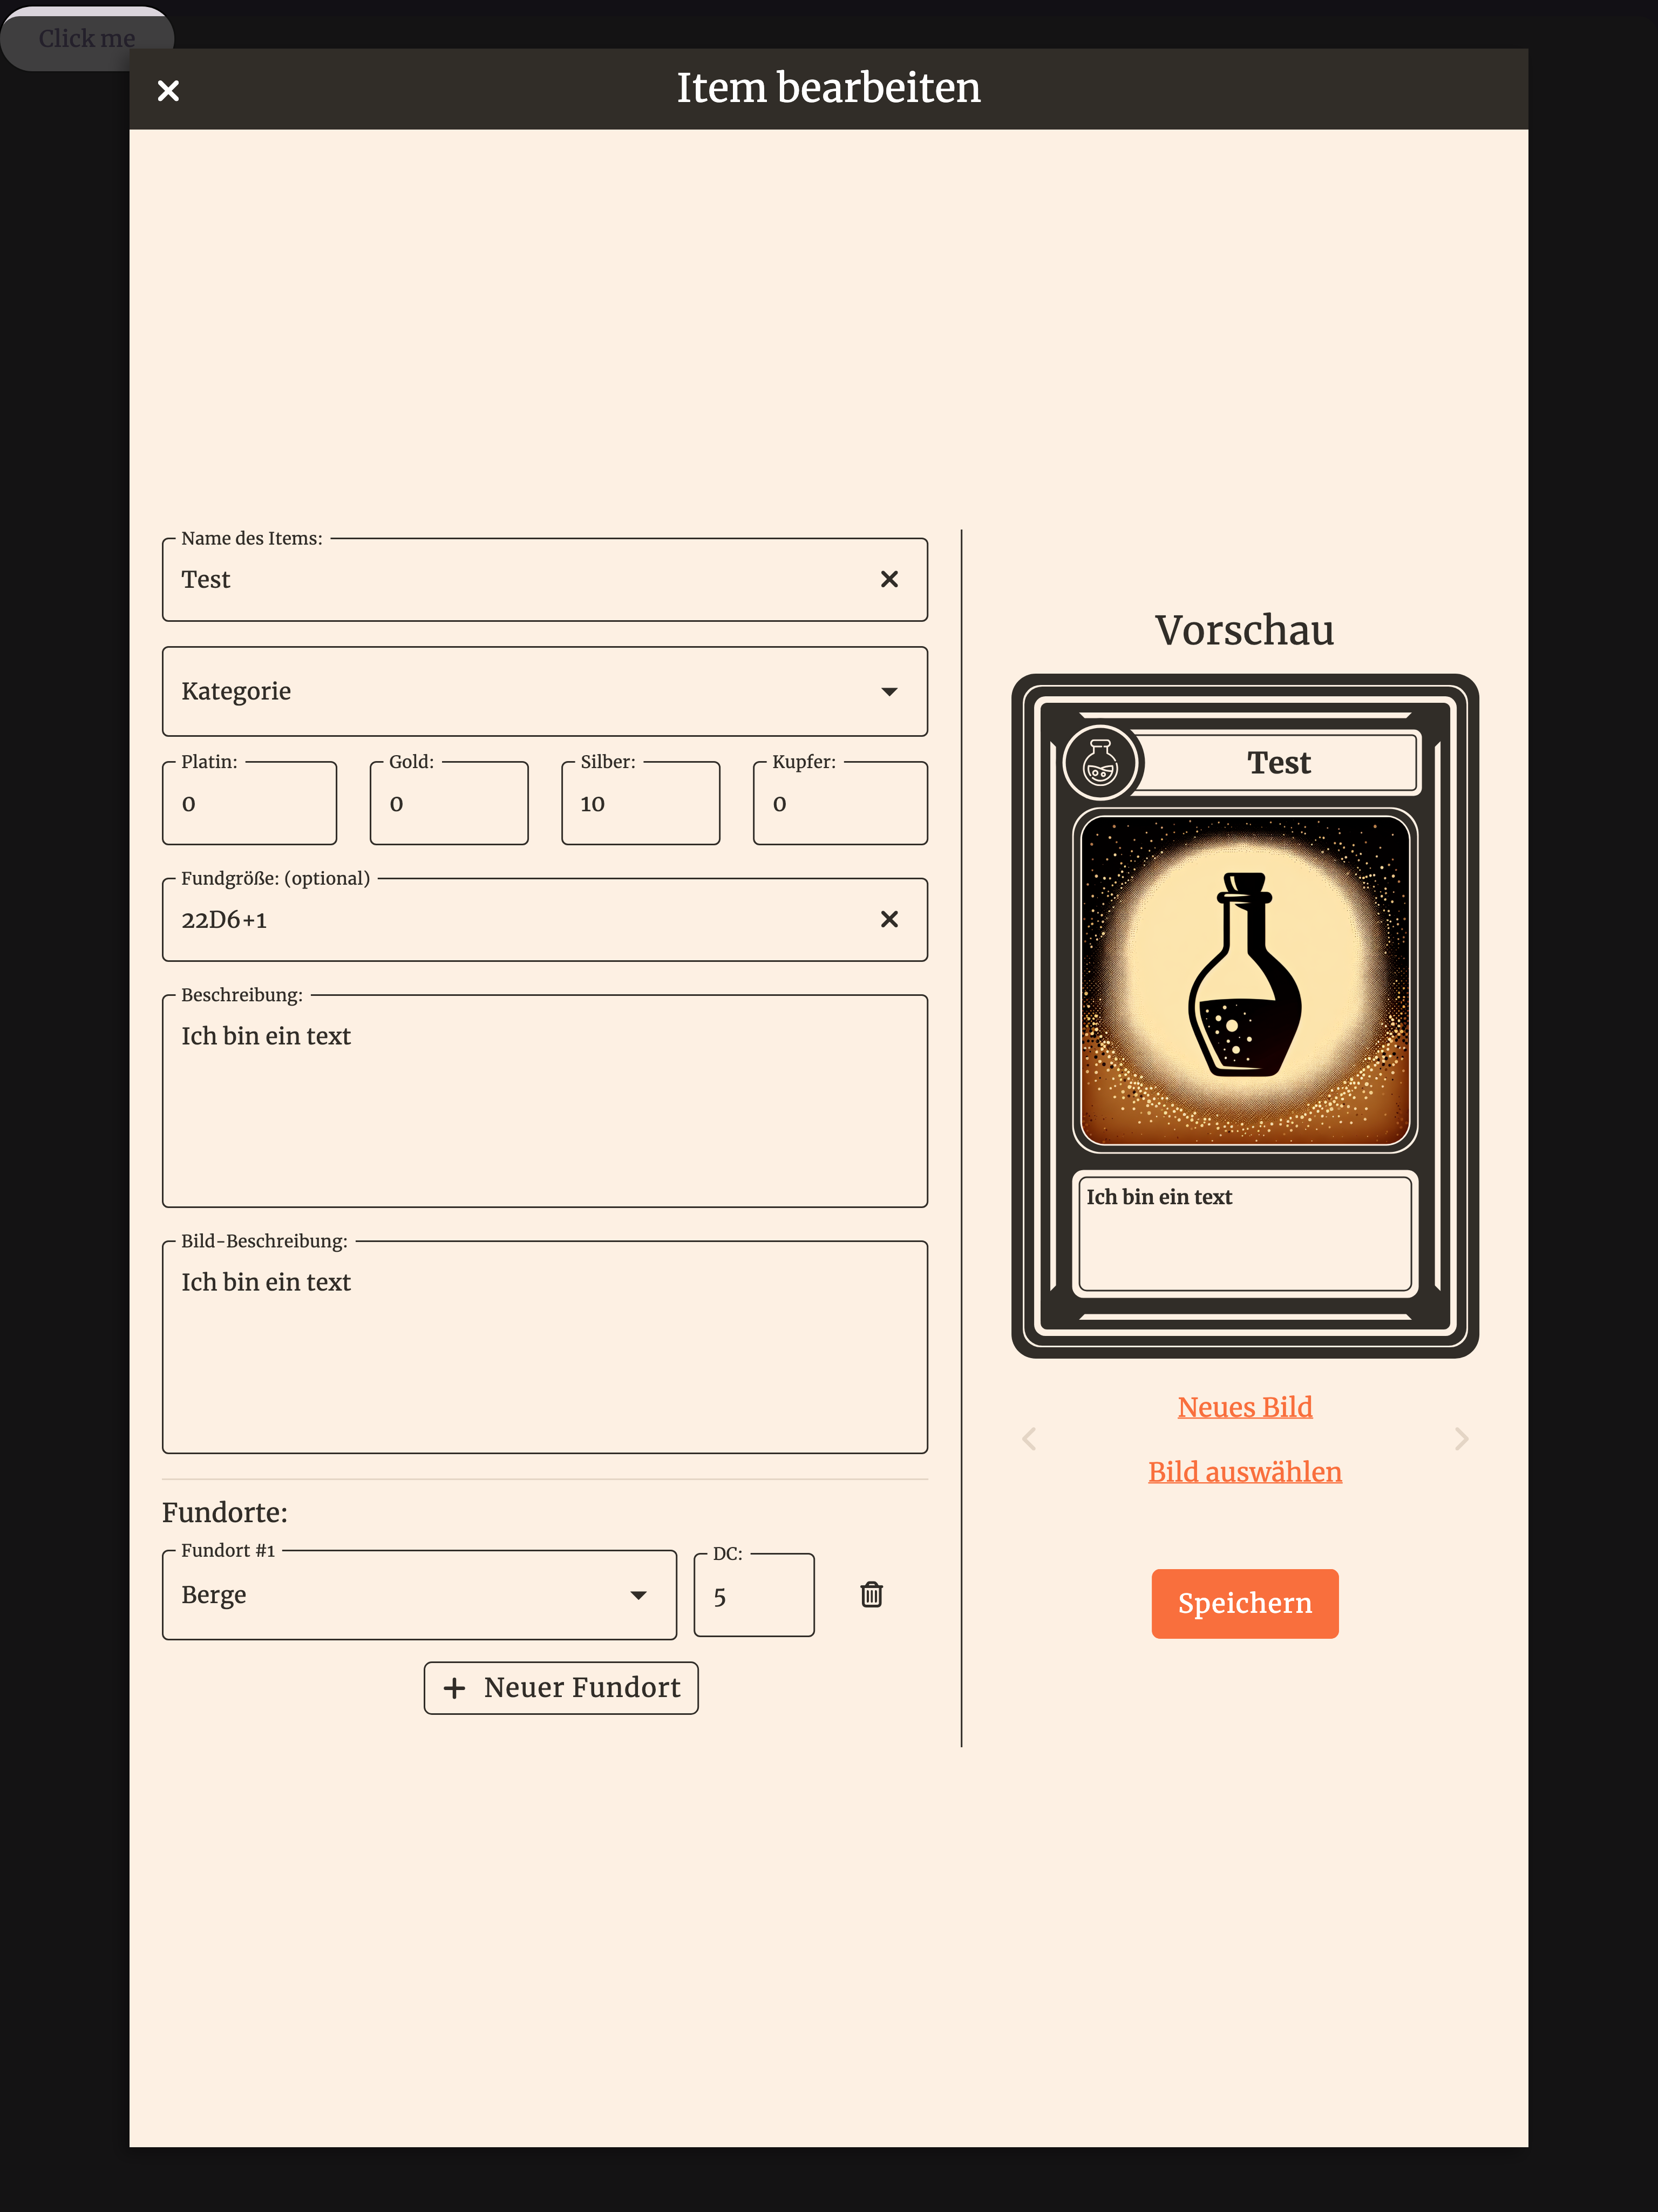 Click me
Item bearbeiten
Name des Items:
Test
Kategorie
Platin:
0
Gold:
0
Silber:
10
Kupfer:
0
Fundgröße: (optional)
22D6+1
Beschreibung:
Ich bin ein text
Bild-Beschreibung:
Ich bin ein text
Fundorte:
Fundort #1
Berge
DC:
5
Neuer Fundort
Vorschau
Test
Ich bin ein text
Neues Bild
Bild auswählen
Speichern